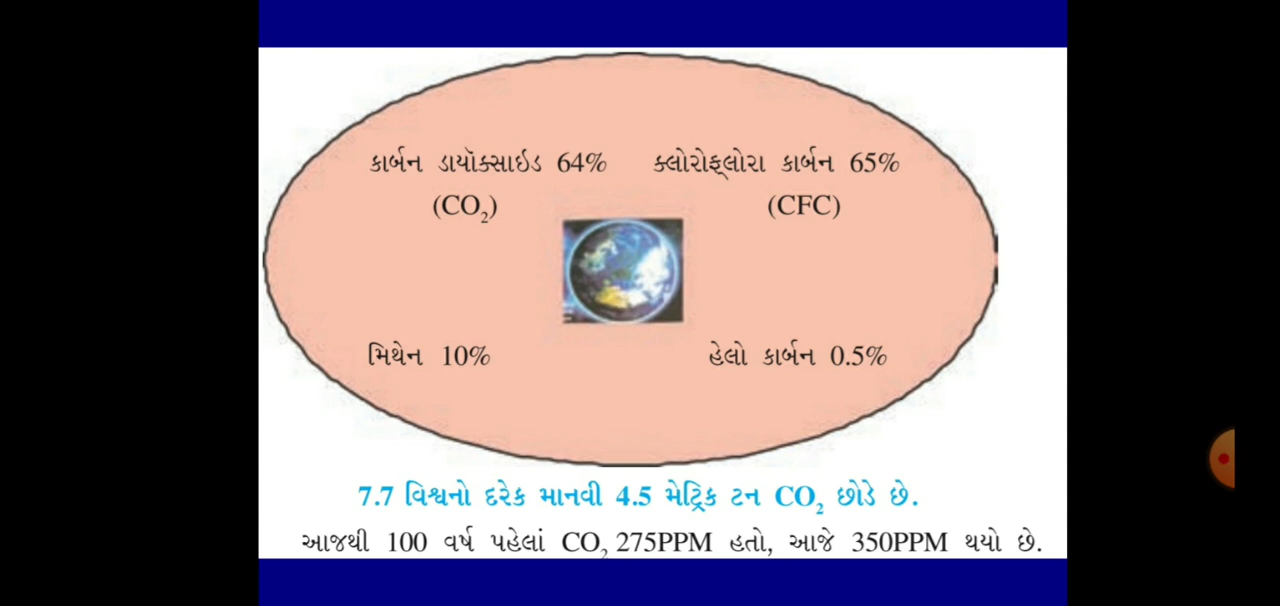 કાર્બન ડાયૉક્સાઇડ 64% ક્લોરોફ્લોરા કાર્બન 65%
(CO₂) (CFC)
મિથેન 10% હેલો કાર્બન 0.5%
7.7 વિશ્વનો દરેક માનવી 4.5 મેટ્રિક ટન CO₂ છોડે છે.
આજથી 100 વર્ષ પહેલાં CO₂ 275PPM હતો, આજે 350PPM થયો છે.